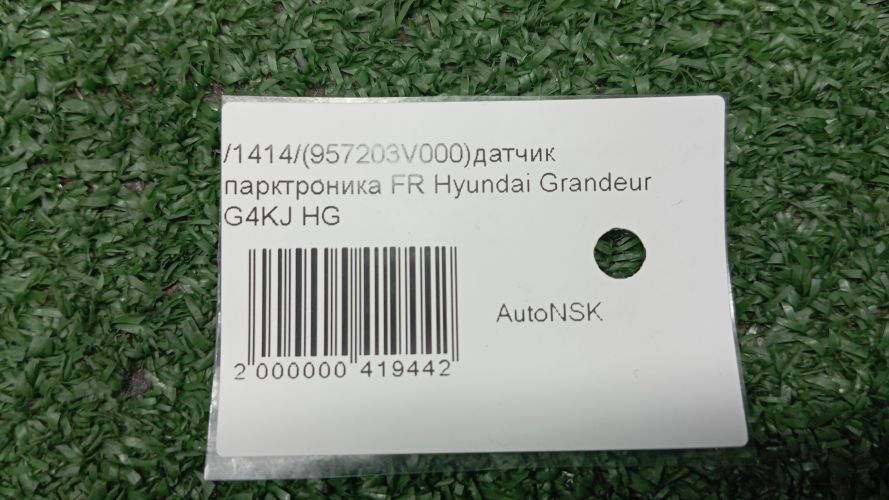 /1414/(957203V000)датчик
парктроника FR Hyundai Grandeur
G4KJ HG
AutoNSK
2 000000 419442